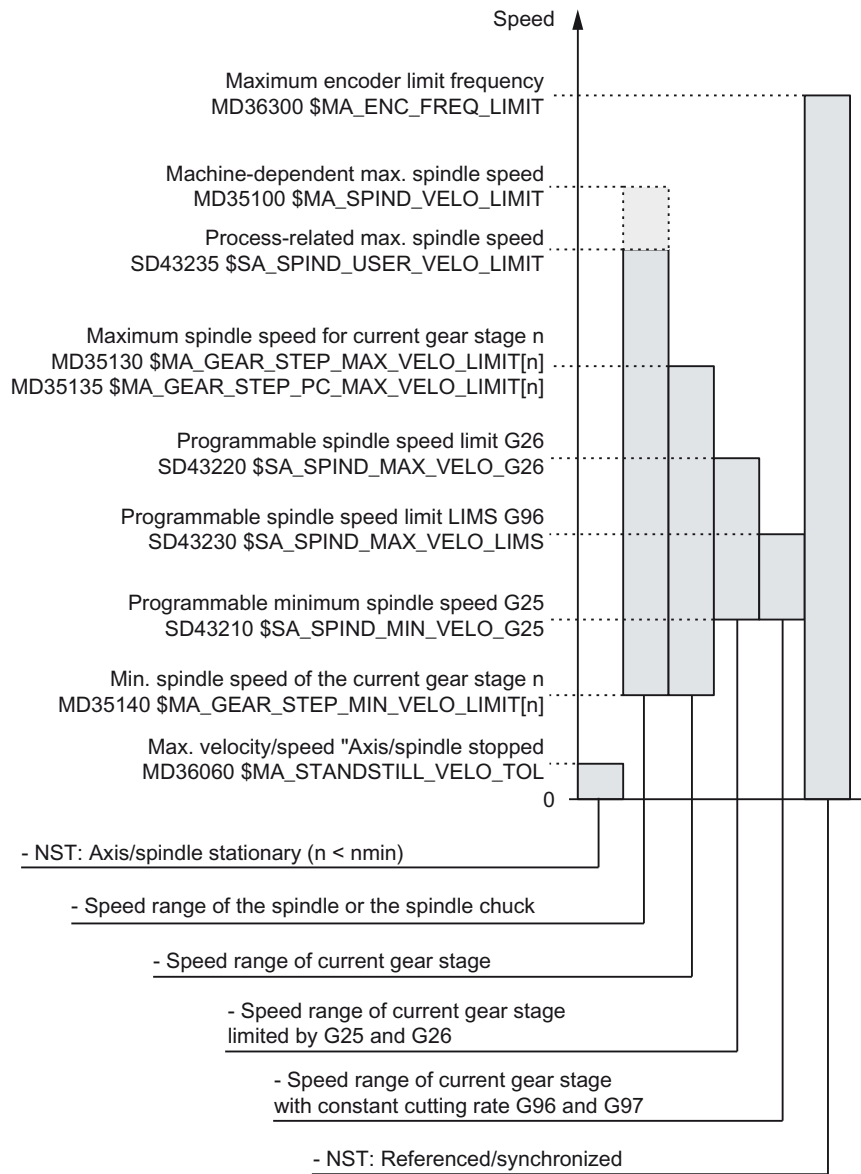 Speed
Maximum encoder limit frequency
MD36300 $MA_ENC_FREQ_LIMIT
Machine-dependent max. spindle speed
MD35100 $MA_SPIND_VELO_LIMIT
Process-related max. spindle speed
SD43235 $SA_SPIND_USER_VELO_LIMIT
Maximum spindle speed for current gear stage n
MD35130 $MA_GEAR_STEP_MAX_VELO_LIMIT[n]
MD35135 $MA_GEAR_STEP_PC_MAX_VELO_LIMIT[n]
Programmable spindle speed limit G26
SD43220 $SA_SPIND_MAX_VELO_G26
Programmable spindle speed limit LIMS G96
SD43230 $SA_SPIND_MAX_VELO_LIMS
Programmable minimum spindle speed G25
SD43210 $SA_SPIND_MIN_VELO_G25
Min. spindle speed of the current gear stage n
MD35140 $MA_GEAR_STEP_MIN_VELO_LIMIT[n]
Max. velocity/speed "Axis/spindle stopped
MD36060 $MA_STANDSTILL_VELO_TOL
0
- NST: Axis/spindle stationary (n < nmin)
- Speed range of the spindle or the spindle chuck
- Speed range of current gear stage
- Speed range of current gear stage
limited by G25 and G26
- Speed range of current gear stage
with constant cutting rate G96 and G97
- NST: Referenced/synchronized